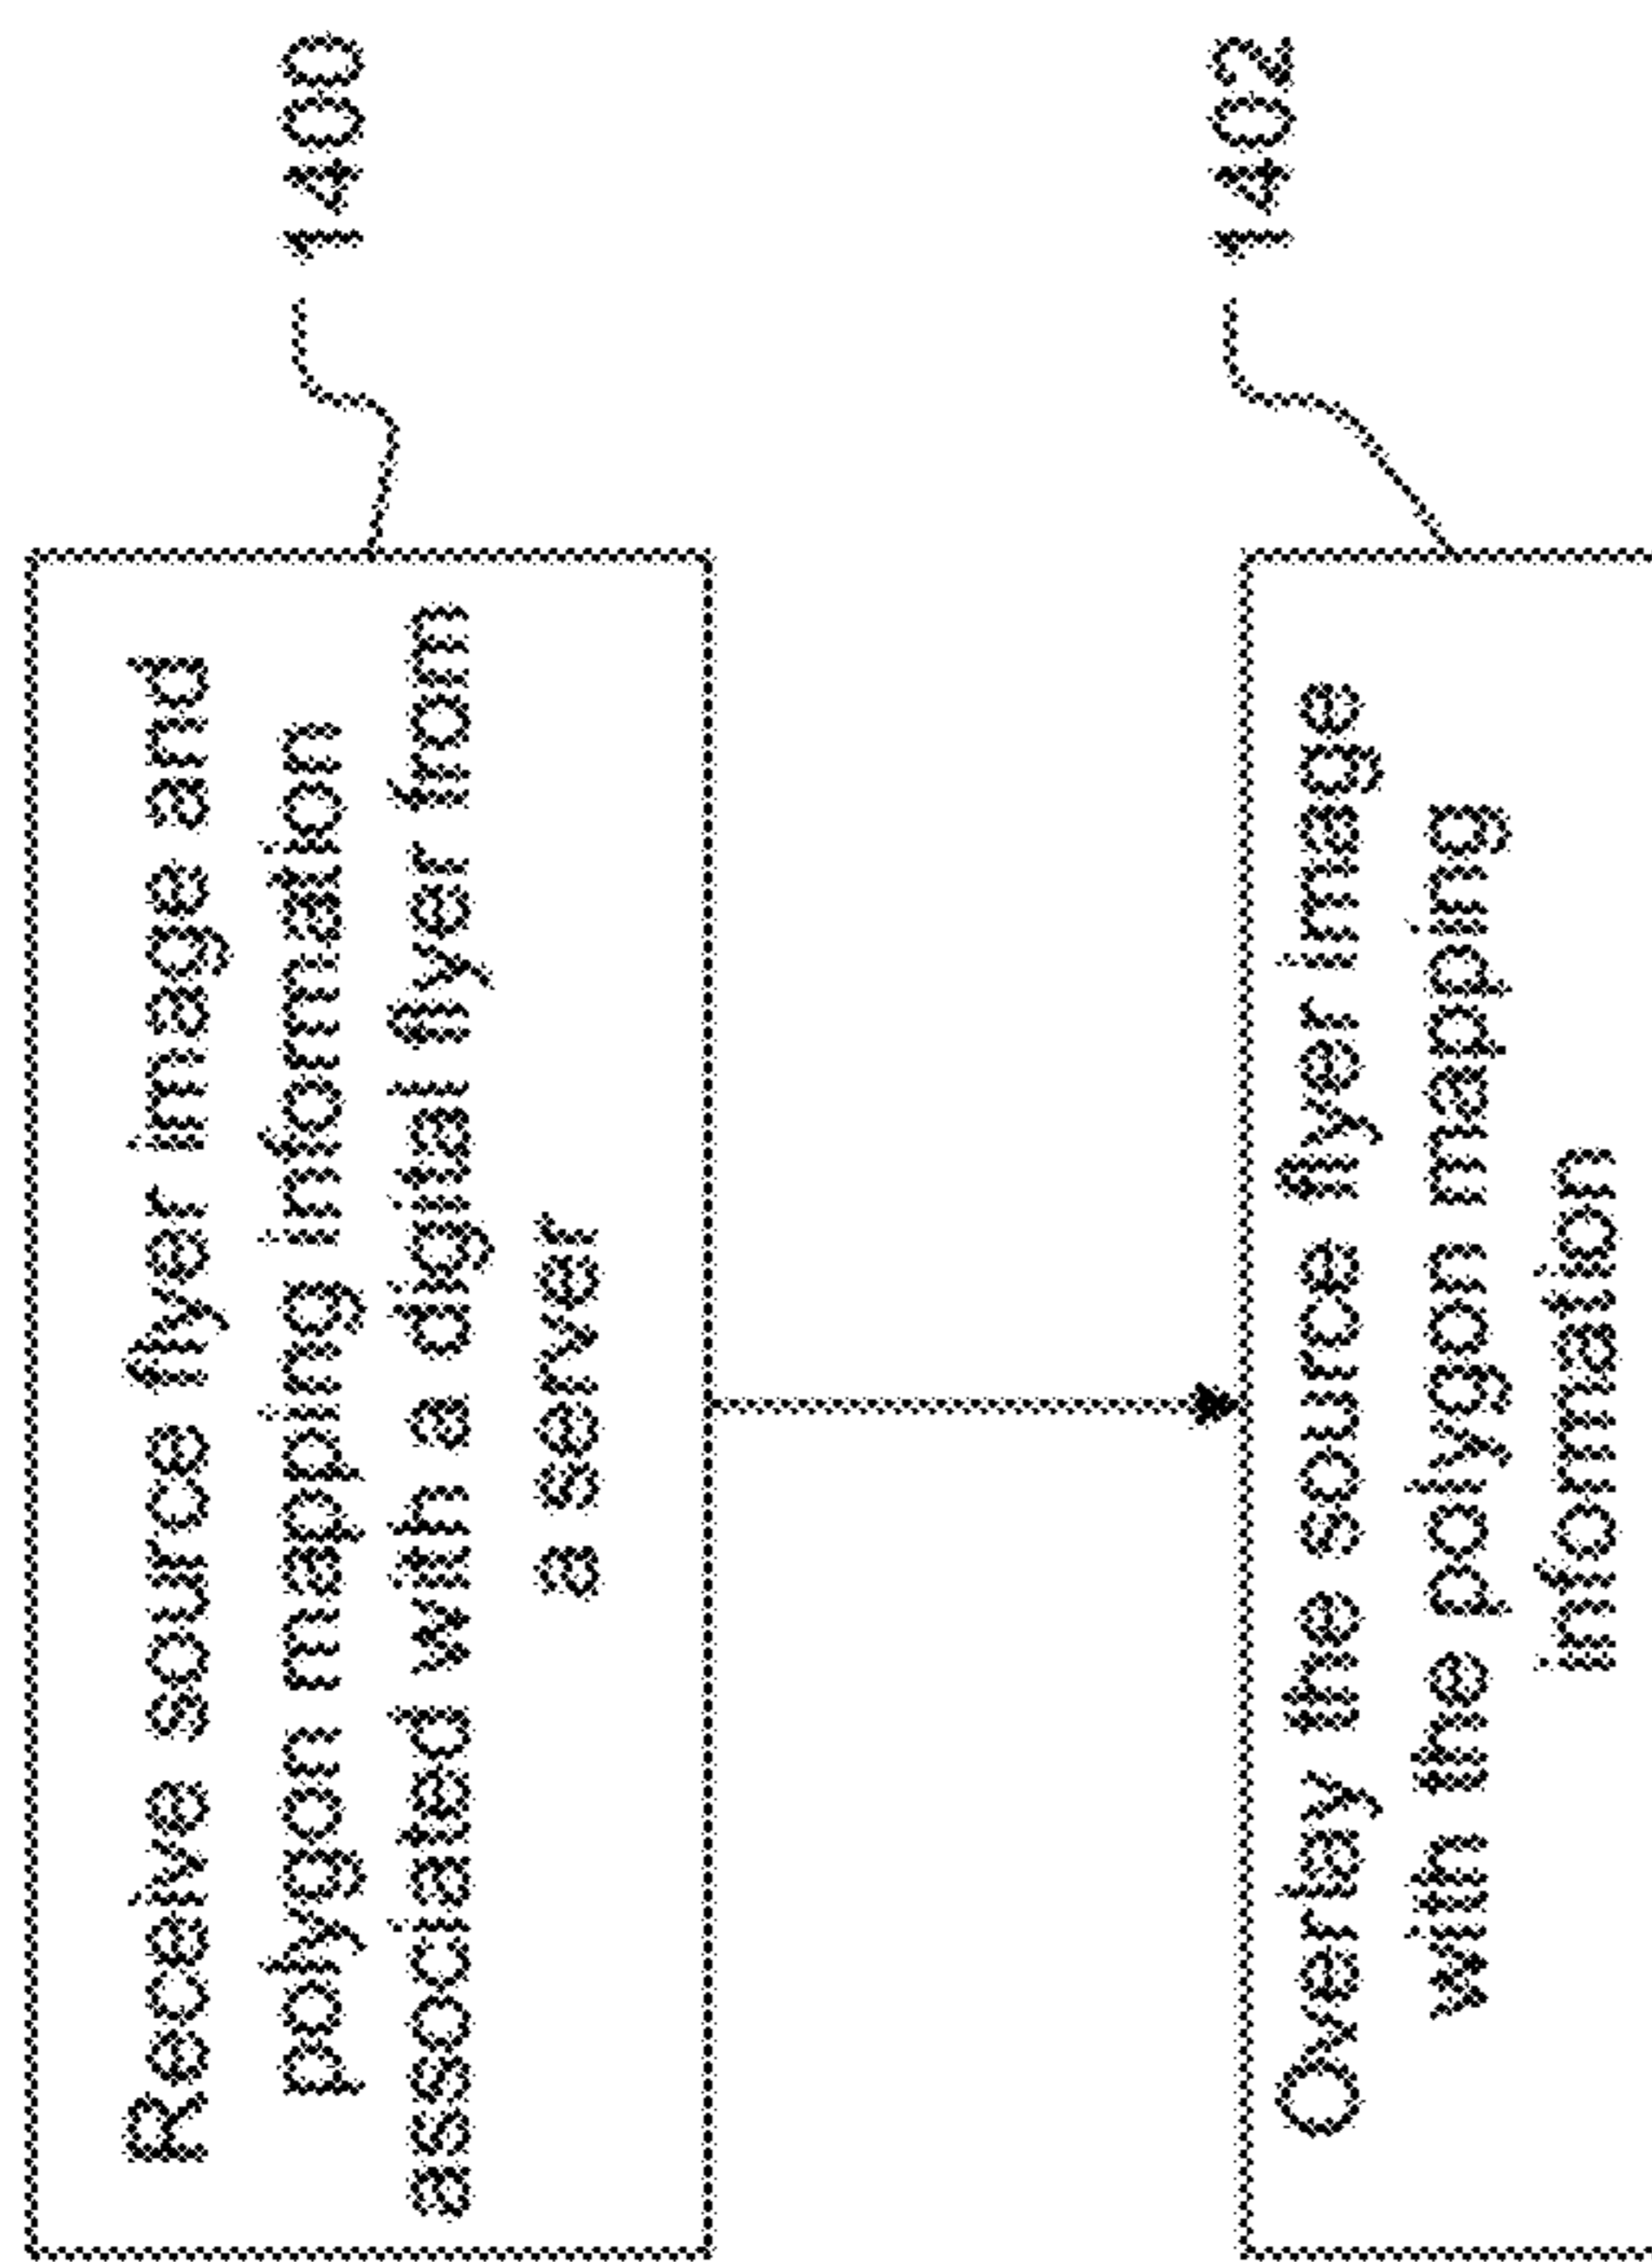 Receive source flyer image and
polygon mapping information
associated with a digital flyer from
a server
1400
Overlay the source flyer image
with the polygon mapping
information
1402